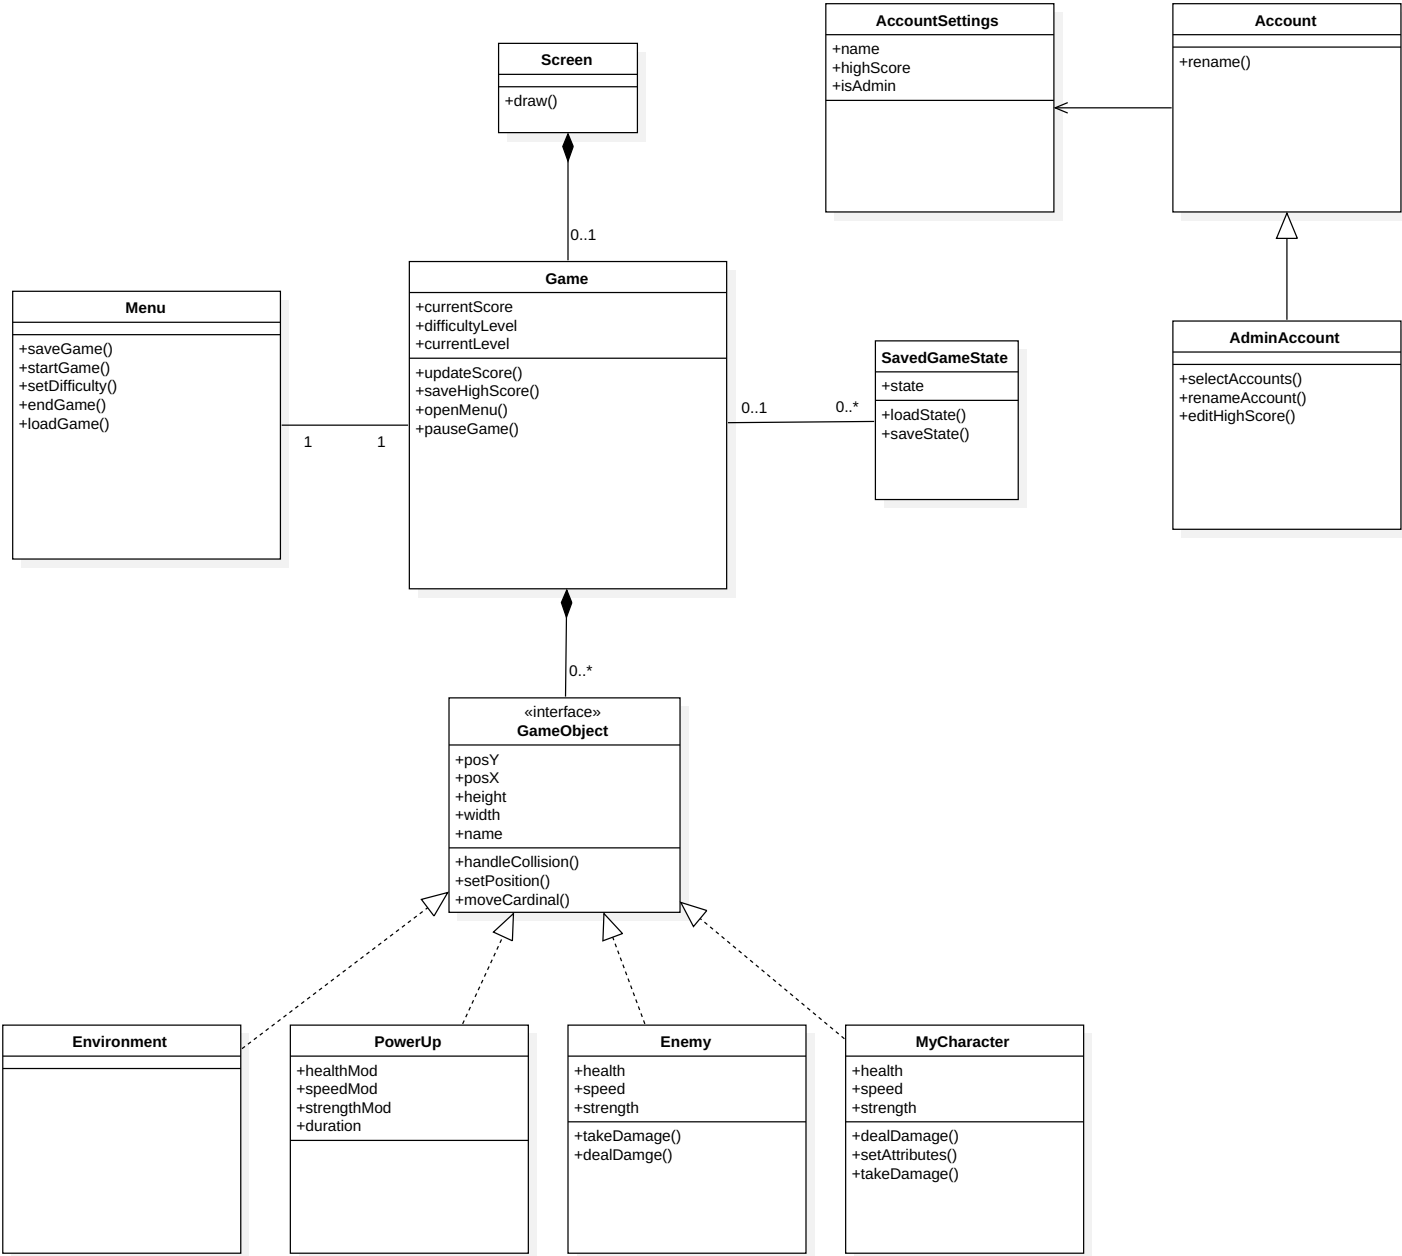 AccountSettings
+name
+highScore
+isAdmin
Account
+rename()
Screen
+draw()
0..1
Game
+currentScore
+difficultyLevel
+currentLevel
+updateScore()
+saveHighScore()
+openMenu()
+pauseGame()
Menu
+saveGame()
+startGame()
+setDifficulty()
+endGame()
+loadGame()
1
1
0..1
0..*
SavedGameState
+state
+loadState()
+saveState()
AdminAccount
+selectAccounts()
+renameAccount()
+editHighScore()
0..*
«interface»
GameObject
+posY
+posX
+height
+width
+name
+handleCollision()
+setPosition()
+moveCardinal()
Environment
PowerUp
+healthMod
+speedMod
+strengthMod
+duration
Enemy
+health
+speed
+strength
+takeDamage()
+dealDamge()
MyCharacter
+health
+speed
+strength
+dealDamage()
+setAttributes()
+takeDamage()